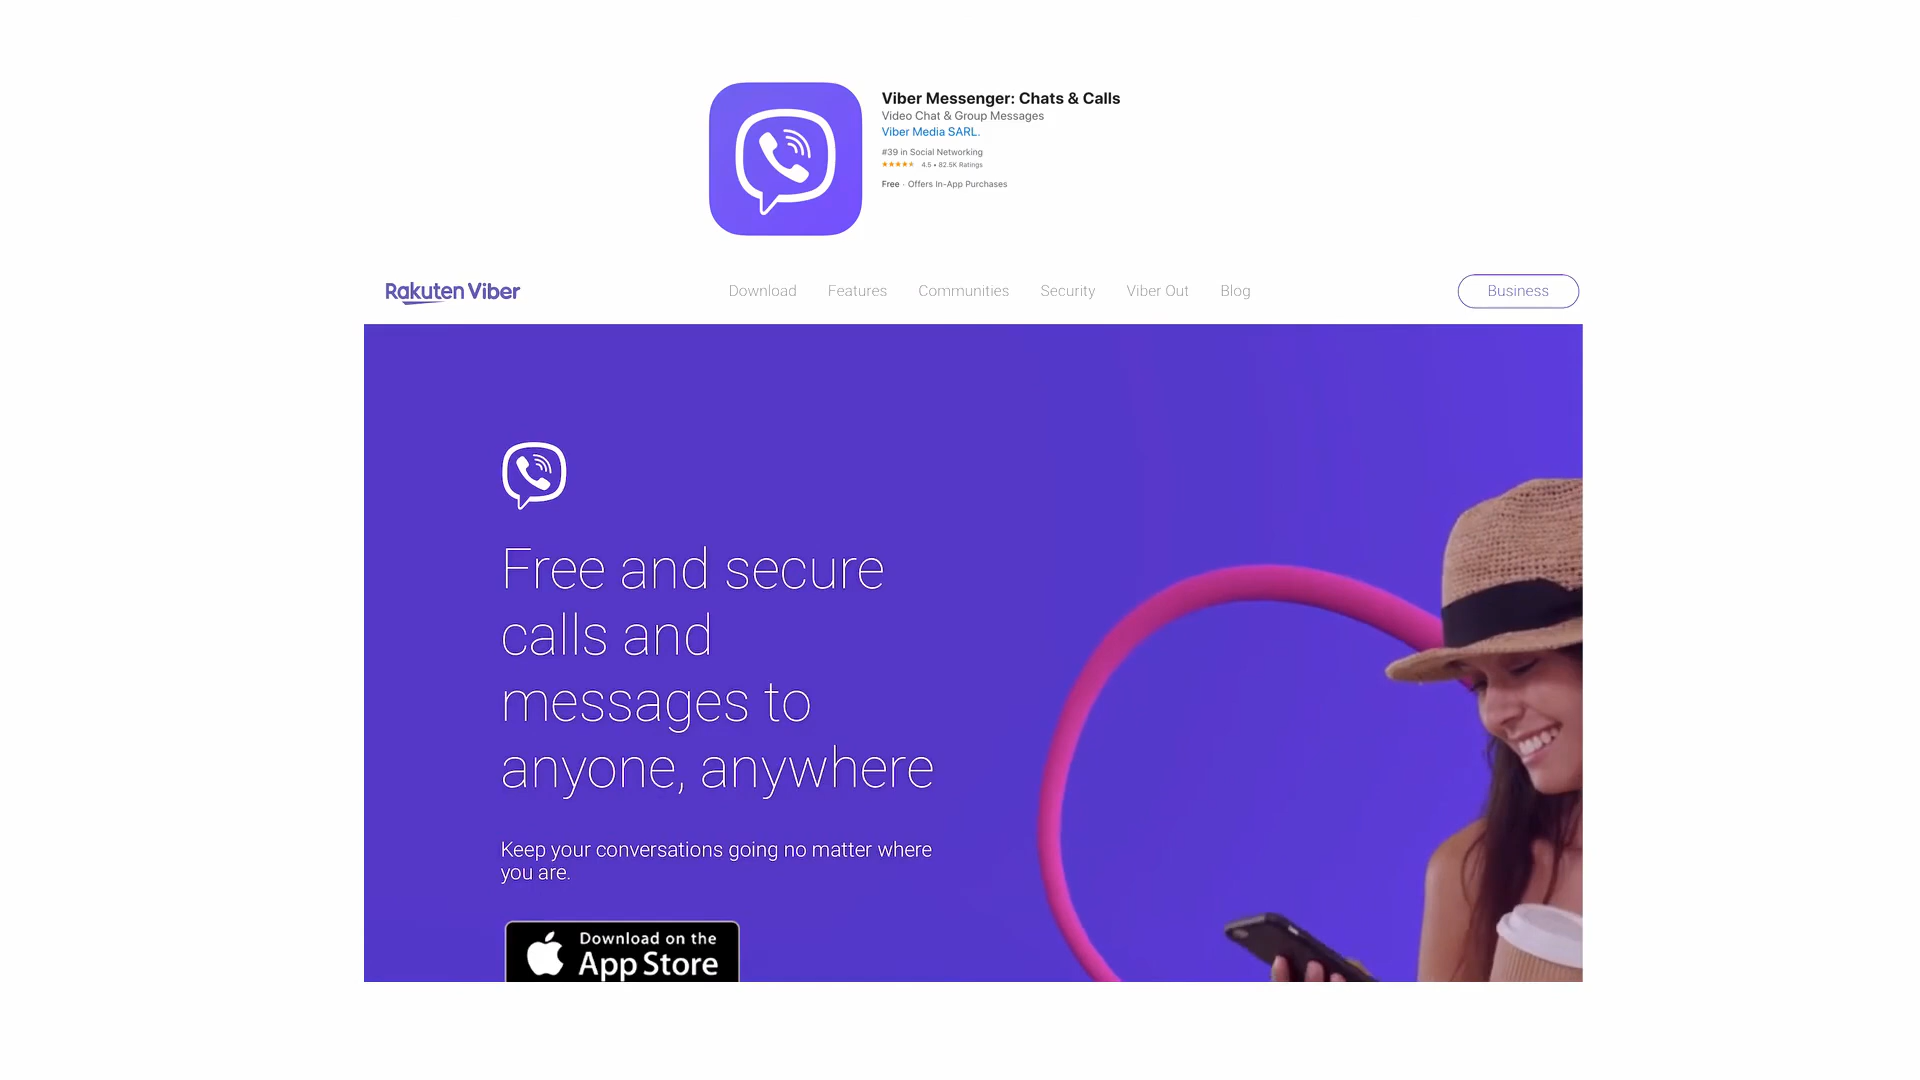 Viber Messenger: Chats & Calls
Video Chat & Group Messages
Viber Media SARL.
#39 in Social Networking
4.5 • 82.5K Ratings
Free · Offers In-App Purchases
Rakuten Viber
Download
Features
Communities
Security
Viber Out
Blog
Business
Free and secure
calls and
messages to
anyone, anywhere
Keep your conversations going no matter where
you are.
Download on the
App Store